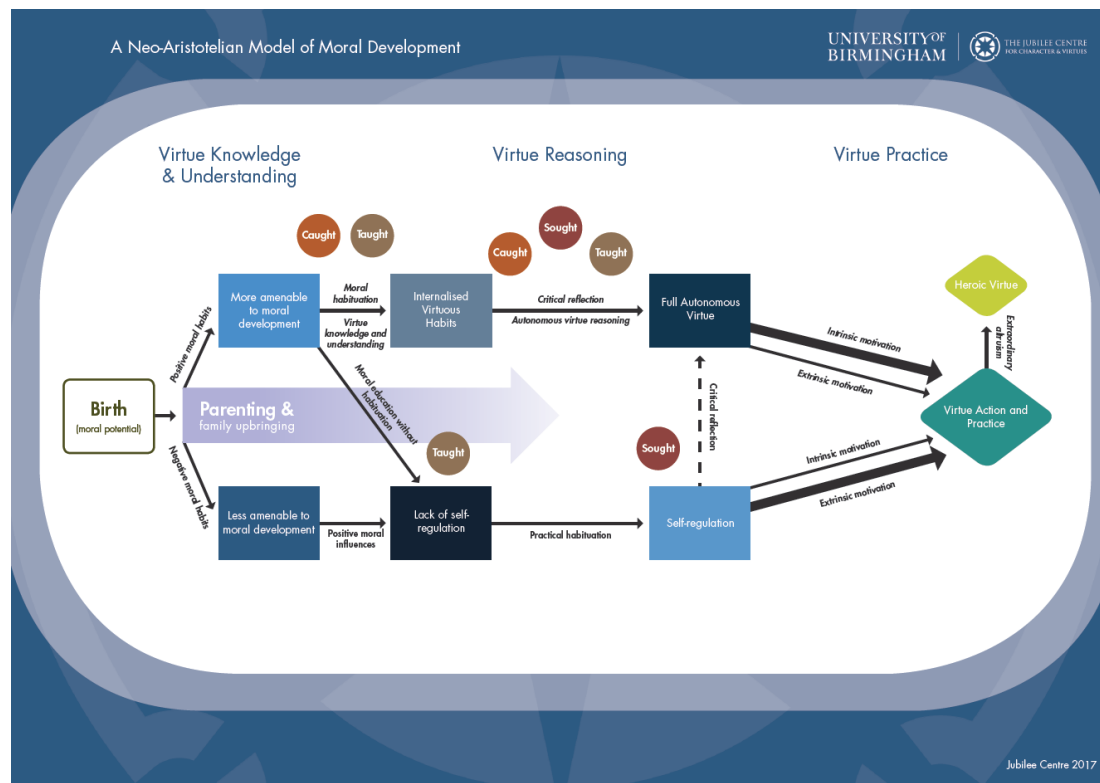 A Neo-Aristotelian Model of Moral Development
UNIVERSITY OF
BIRMINGHAM
THE JUBILEE CENTRE
FOR CHARACTER & VIRTUES
Virtue Knowledge
& Understanding
Virtue Reasoning
Virtue Practice
Caught
Taught
Caught
Sought
Taught
Positive moral habits
More amenable
to moral
development
Moral
habituation
Virtue
knowledge and
understanding
Internalised
Virtuous
Habits
Critical reflection
Autonomous virtue reasoning
Full Autonomous
Virtue
Intrinsic motivation
Extrinsic motivation
Heroic Virtue
Extraordinary
altruism
Birth
(moral potential)
Parenting &
family upbringing
Moral education without
habituation
Taught
Critical reflection
Sought
Virtue Action and
Practice
Negative moral habits
Less amenable to
moral development
Positive moral
influences
Lack of self-
regulation
Practical habituation
Self-regulation
Intrinsic motivation
Extrinsic motivation
Jubilee Centre 2017